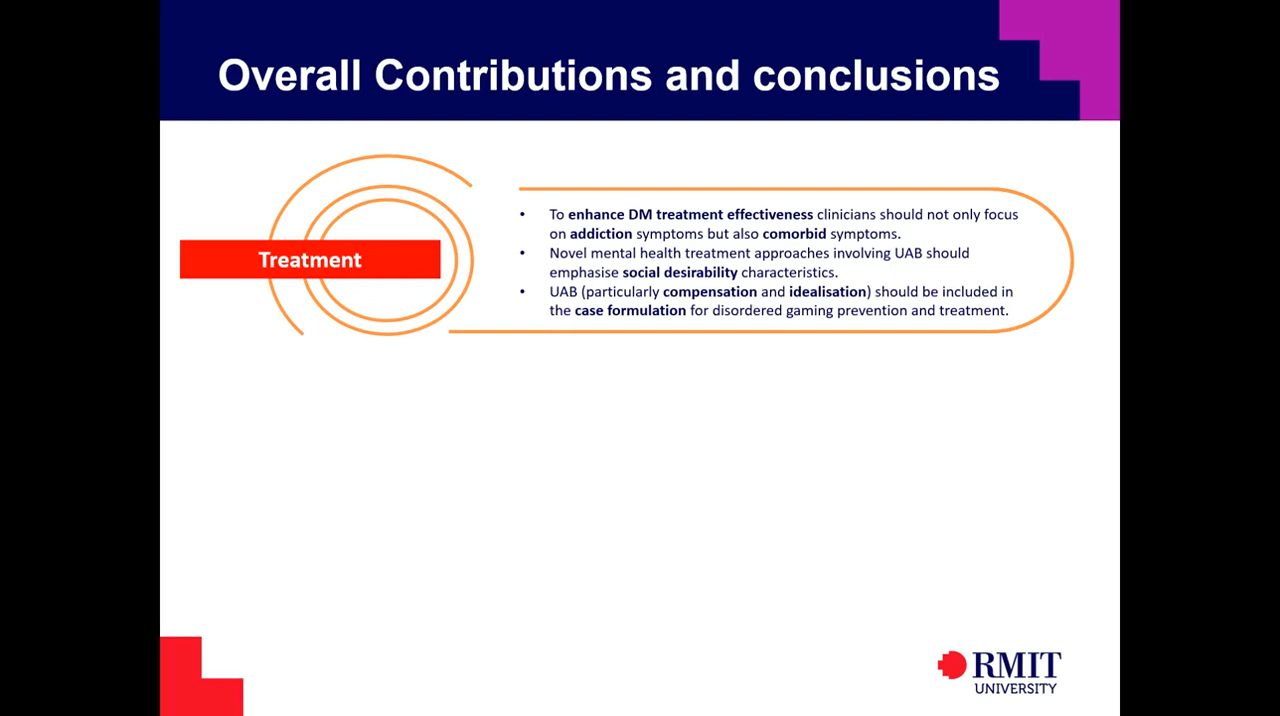 Overall Contributions and conclusions
Treatment
• To enhance DM treatment effectiveness clinicians should not only focus
on addiction symptoms but also comorbid symptoms.
• Novel mental health treatment approaches involving UAB should
emphasise social desirability characteristics.
• UAB (particularly compensation and idealisation) should be included in
the case formulation for disordered gaming prevention and treatment.
RMIT
UNIVERSITY